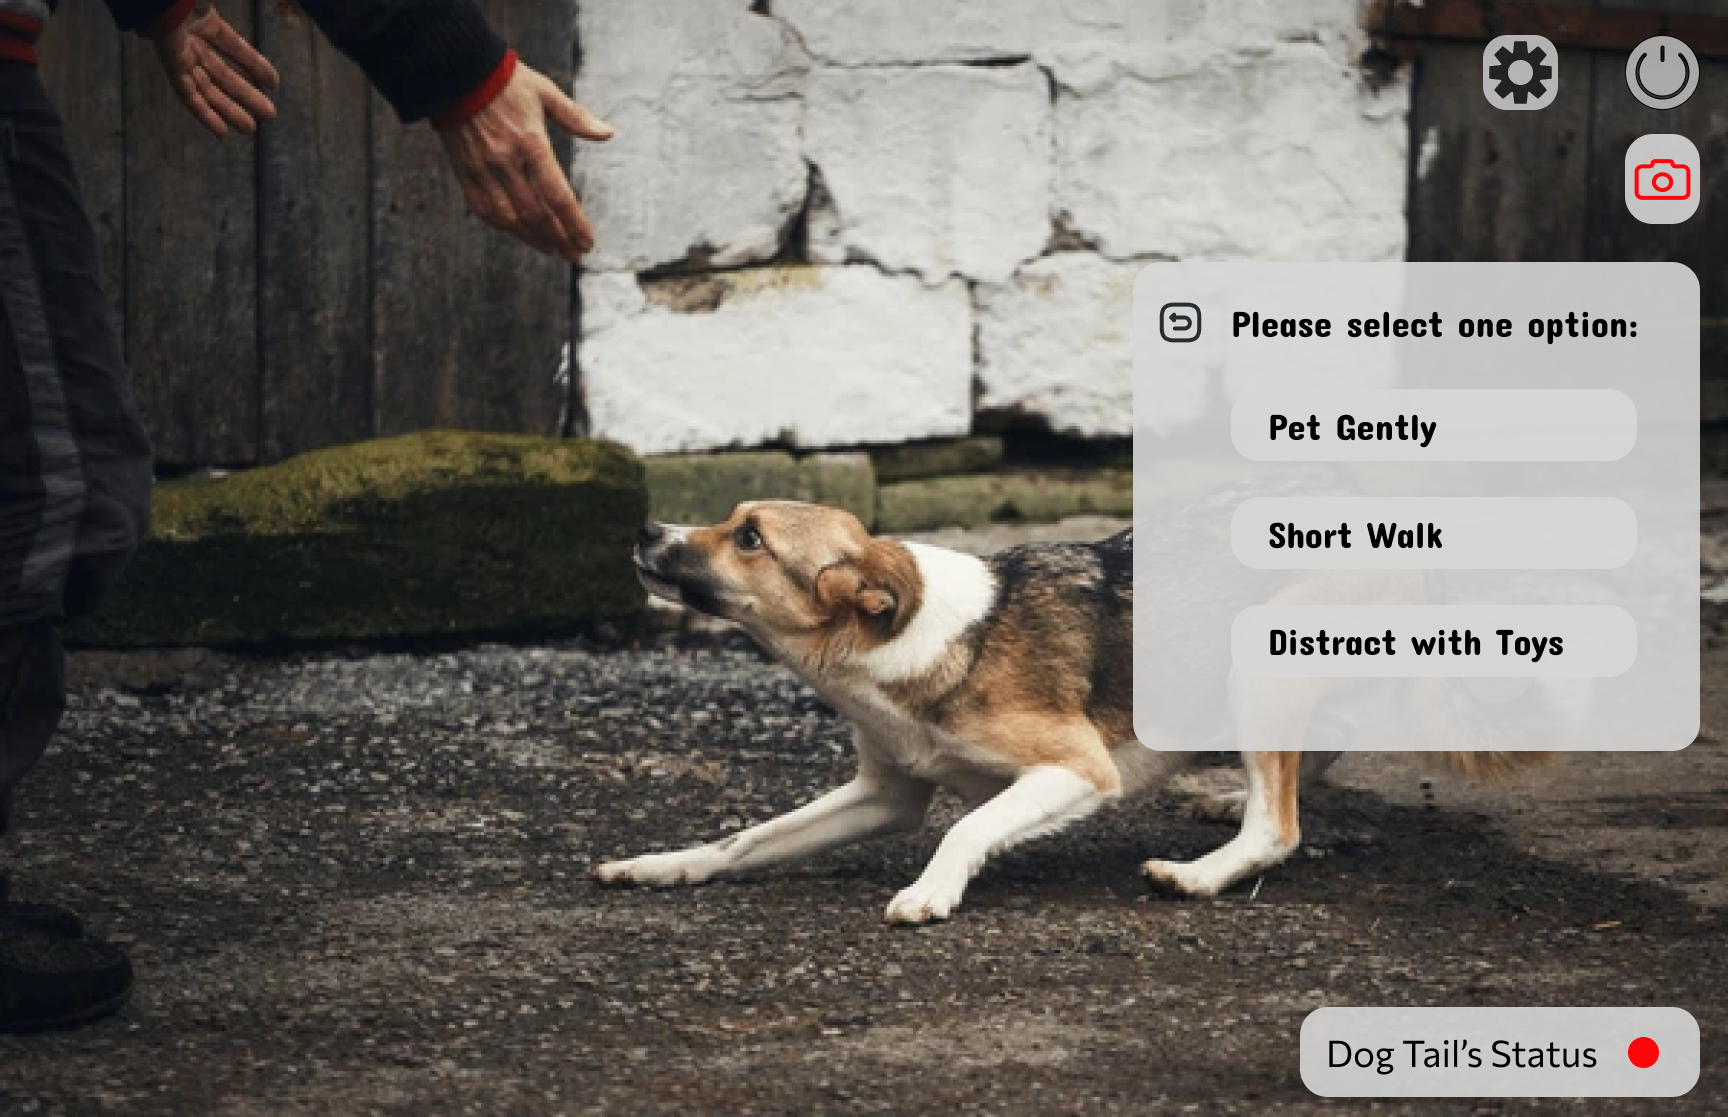 Please select one option:
Pet Gently
Short Walk
Distract with Toys
Dog Tail’s Status